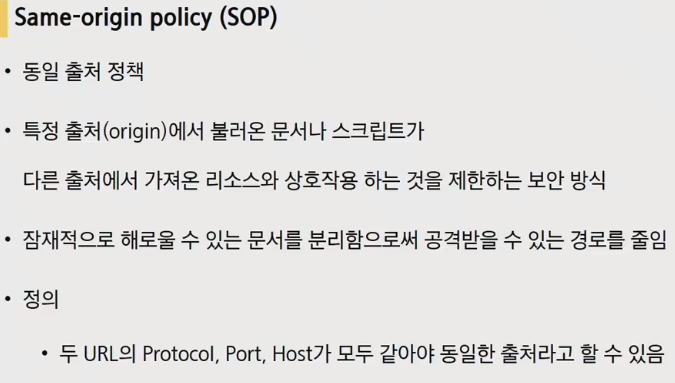 Same-origin policy (SOP)
• 동일 출처 정책
• 특정 출처(origin)에서 불러온 문서나 스크립트가
다른 출처에서 가져온 리소스와 상호작용 하는 것을 제한하는 보안 방식
• 잠재적으로 해로울 수 있는 문서를 분리함으로써 공격받을 수 있는 경로를 줄임
• 정의
• 두 URL의 Protocol, Port, Host가 모두 같아야 동일한 출처라고 할 수 있음